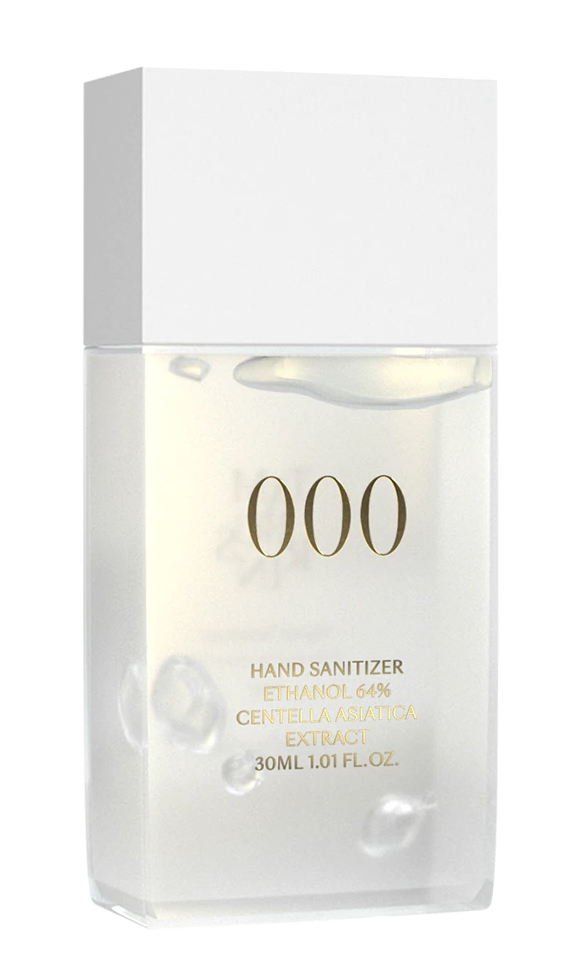 000
HAND SANITIZER
ETHANOL 64%
CENTELLA ASIATICA
EXTRACT
30ML 1.01 FL.OZ.